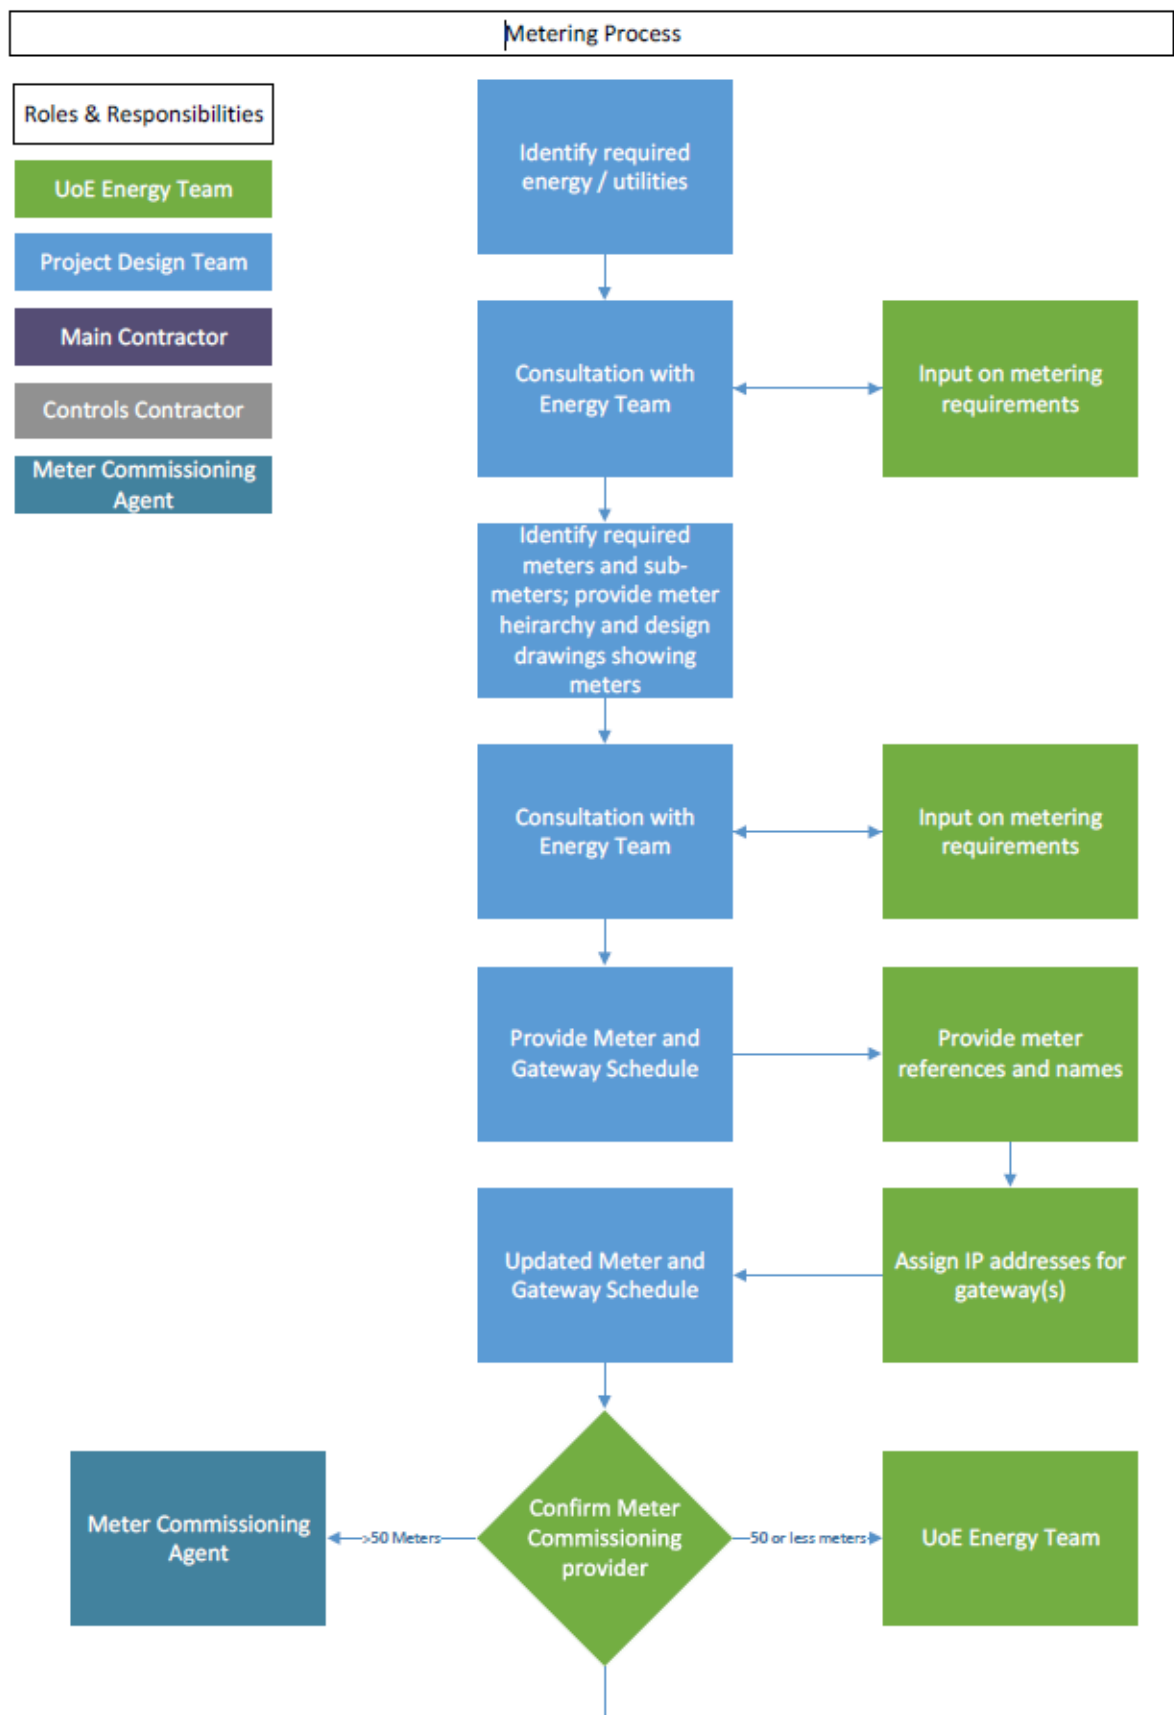 Metering Process
Roles & Responsibilities
UoE Energy Team
Project Design Team
Main Contractor
Controls Contractor
Meter Commissioning
Agent
Identify required
energy / utilities
Consultation with
Energy Team
Input on metering
requirements
Identify required
meters and sub-
meters; provide meter
heirarchy and design
drawings showing
meters
Consultation with
Energy Team
Input on metering
requirements
Provide Meter and
Gateway Schedule
Provide meter
references and names
Updated Meter and
Gateway Schedule
Assign IP addresses for
gateway(s)
Meter Commissioning
Agent
>50 Meters
Confirm Meter
Commissioning
provider
50 or less meters
UoE Energy Team